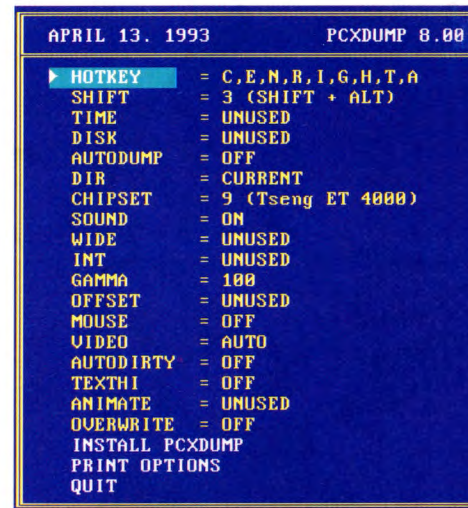 APRIL 13. 1993 PCXDUMP 8.00
HOTKEY = C,E,N,R,I,G,H,T,A
SHIFT = 3 (SHIFT + ALT)
TIME = UNUSED
DISK = UNUSED
AUTODUMP = OFF
DIR = CURRENT
CHIPSET = 9 (Tseng ET 4000)
SOUND = ON
WIDE = UNUSED
INT = UNUSED
GAMMA = 100
OFFSET = UNUSED
MOUSE = OFF
VIDEO = AUTO
AUTODIRTY = OFF
TEXTHI = OFF
ANIMATE = UNUSED
OVERWRITE = OFF
INSTALL PCXDUMP
PRINT OPTIONS
QUIT